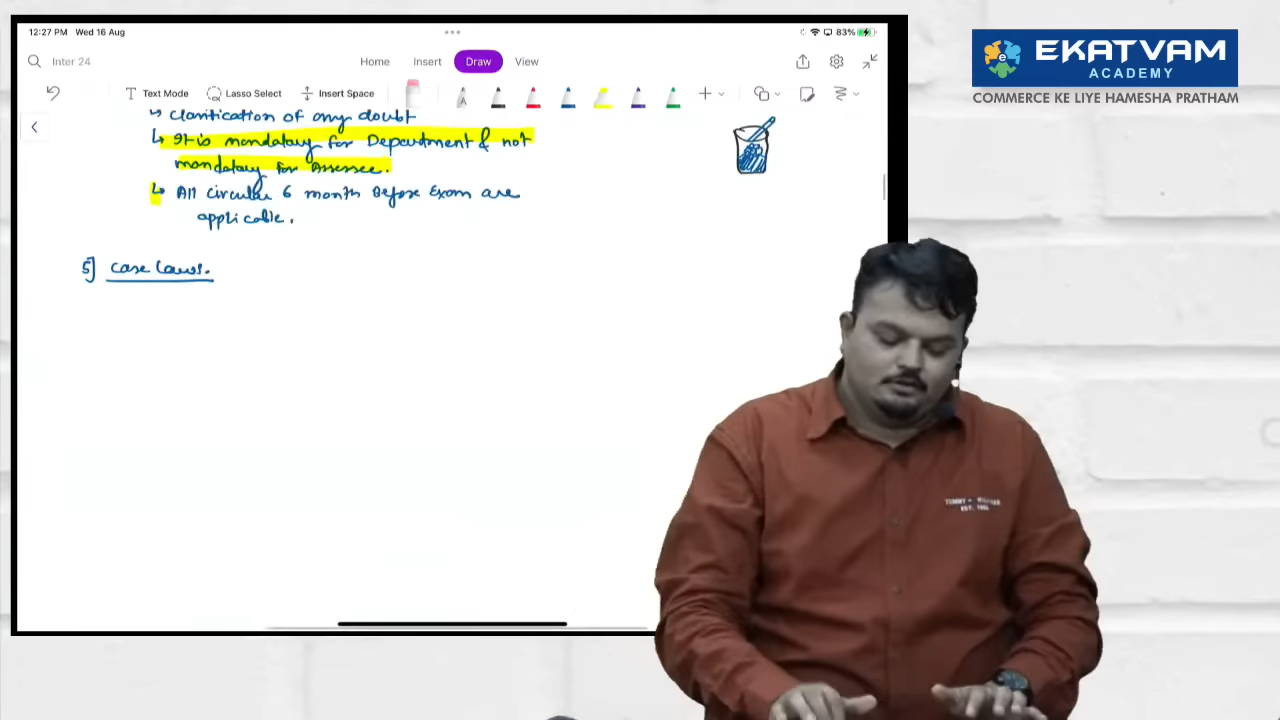 12:27 PM Wed 16 Aug
83%
Inter 24
Home Insert Draw View
Text Mode Lasso Select Insert Space
Clarification of any doubt
It is mandatary for Department & not
mandatary for Assessee.
All circular 6 month Before Exam are
applicable.
5] Case Laws.
EKATVAM
ACADEMY
COMMERCE KE LIYE HAMESHA PRATHAM